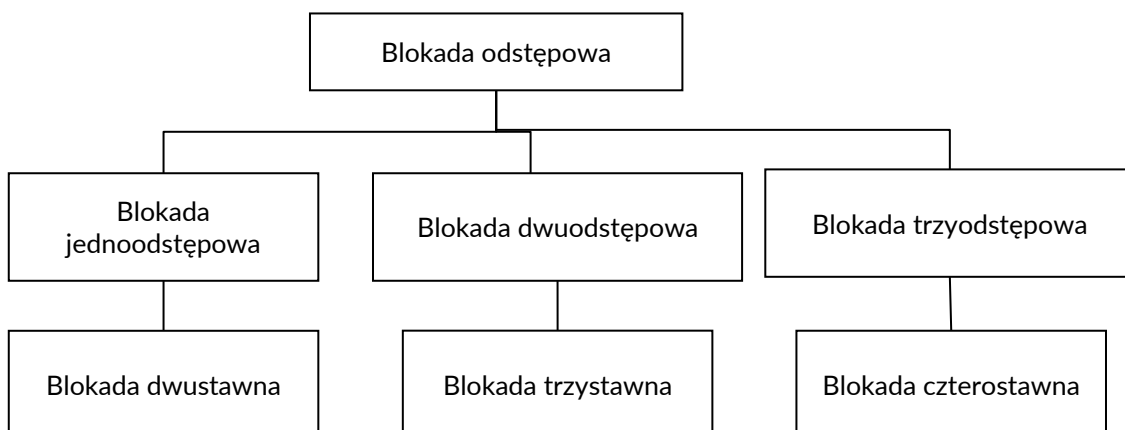 Blokada odstępowa
Blokada
jednoodstępowa
Blokada dwuodstępowa
Blokada trzyodstępowa
Blokada dwustawna
Blokada trzystawna
Blokada czterostawna